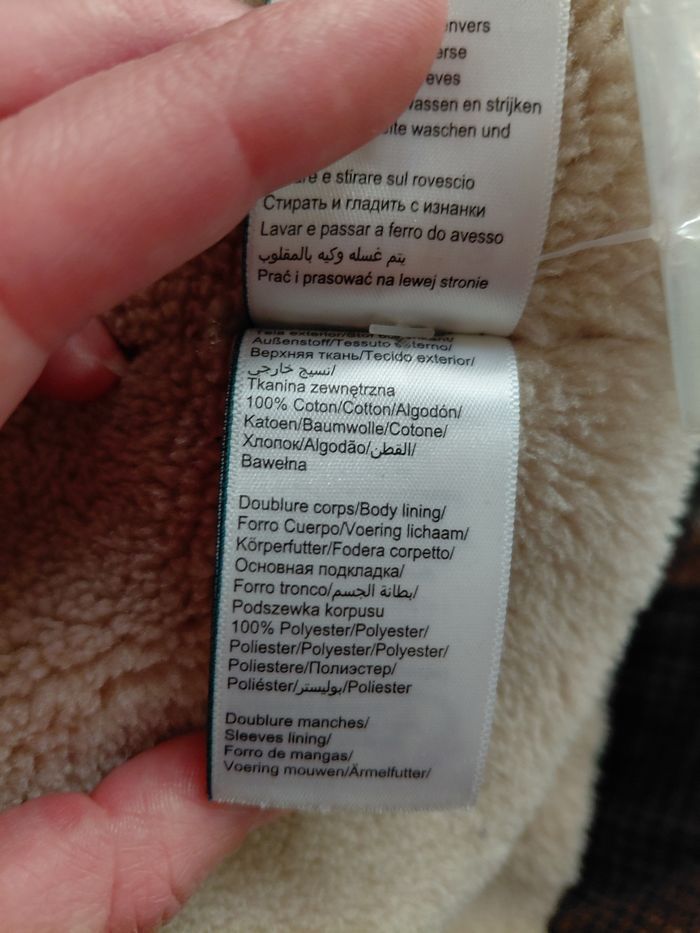 envers
erse
eves
wassen en strijken
waschen und
e stirare sul rovescio
Стирать и гладить с изнанки
Lavar e passar a ferro do avesso
يتم غسله وكيه بالمقلوب
Prać i prasować na lewej stronie
Tela exterior/
Außenstoff/Tessuto esterno/
Верхняя ткань/Tecido exterior/
نسيج خارجي/
Tkanina zewnętrzna
100% Coton/Cotton/Algodón/
Katoen/Baumwolle/Cotone/
Хлопок/Algodão/القطن/
Bawełna
Doublure corps/Body lining/
Forro Cuerpo/Voering lichaam/
Körperfutter/Fodera corpetto/
Основная подкладка/
Forro tronco/بطانة الجسم/
Podszewka korpusu
100% Polyester/Polyester/
Poliester/Polyester/Polyester/
Poliestere/Полиэстер/
Poliéster/بوليستر/Poliester
Doublure manches/
Sleeves lining/
Forro de mangas/
Voering mouwen/Ärmelfutter/